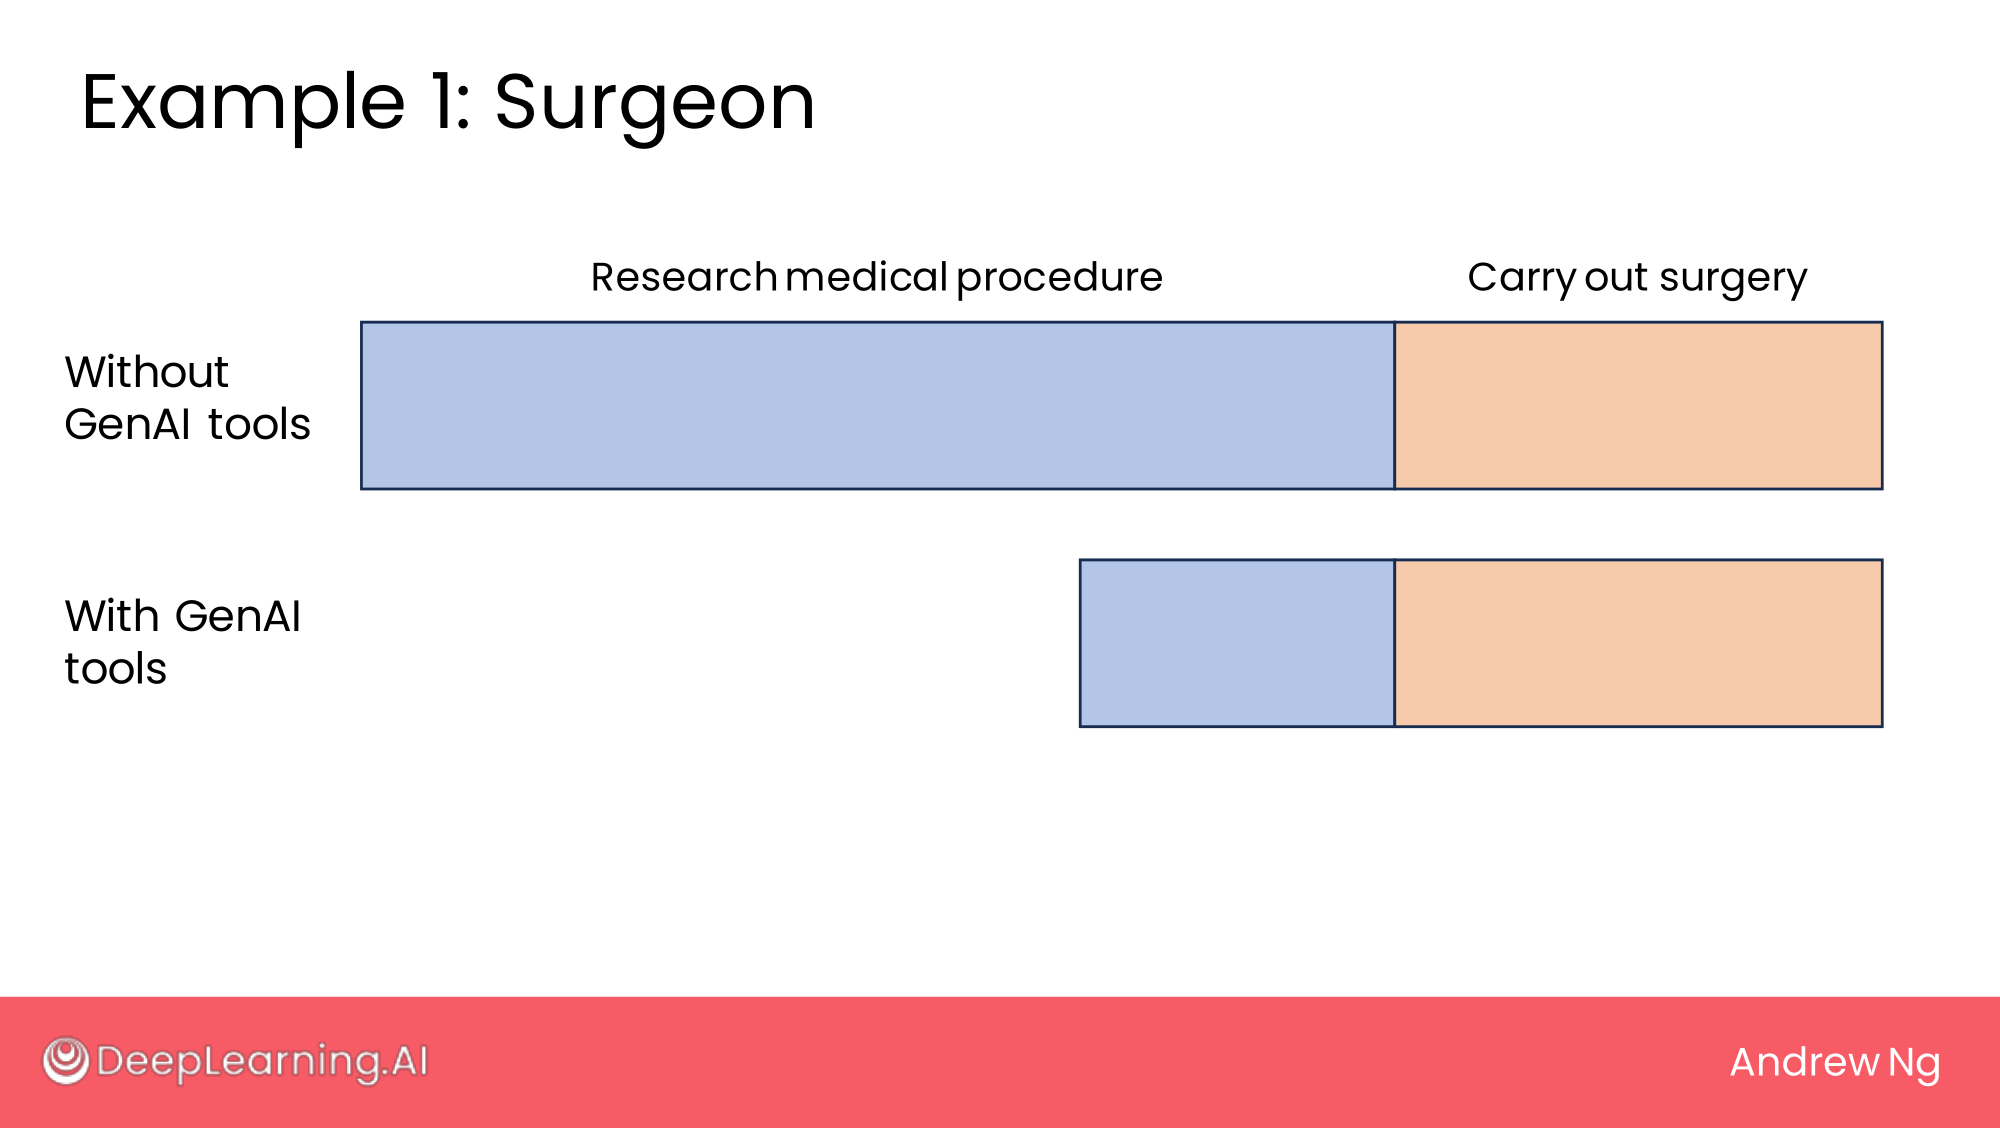 Example 1: Surgeon
Research medical procedure
Carry out surgery
Without
GenAI tools
With GenAI
tools
DeepLearning.AI
Andrew Ng